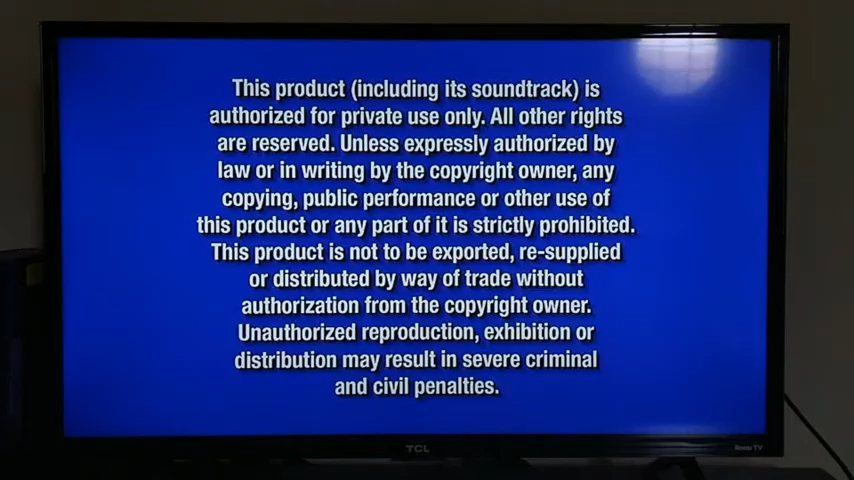 This product (including its soundtrack) is
authorized for private use only. All other rights
are reserved. Unless expressly authorized by
law or in writing by the copyright owner, any
copying, public performance or other use of
this product or any part of it is strictly prohibited.
This product is not to be exported, re-supplied
or distributed by way of trade without
authorization from the copyright owner.
Unauthorized reproduction, exhibition or
distribution may result in severe criminal
and civil penalties.
TCL
Roku TV